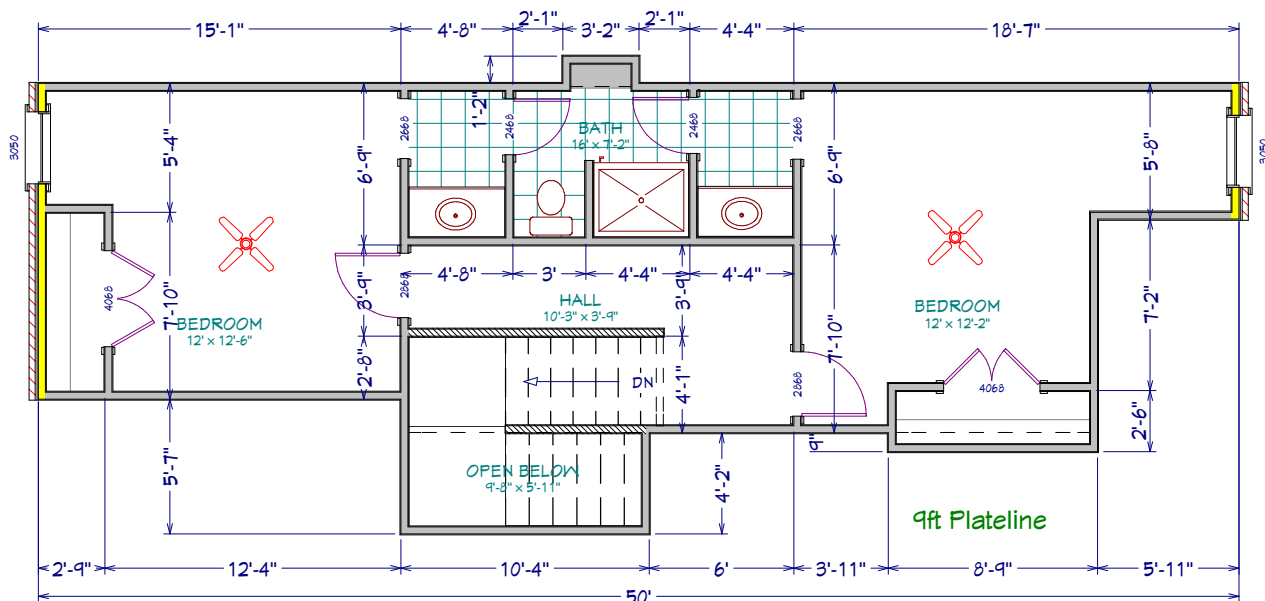 2'-1" 2'-1"
15'-1" 4'-8" 3'-2" 4'-4" 18'-7"
1'-2"
3050 5'-4" 6'-9" 2668 2468 BATH 2468 2668 6'-9" 5'-8" 3050
16' x 7'-2"
4'-8" 3' 4'-4" 4'-4"
4068 7'-10" 3'-9" 2868 HALL 3'-9" 7'-10" BEDROOM 7'-2"
10'-3" x 3'-9" 12' x 12'-2"
BEDROOM
12' x 12'-6"
2'-8" DN 4'-1" 2868 4068
9" 2'-6"
5'-7" OPEN BELOW 4'-2"
9'-8" x 5'-11"
9ft Plateline
2'-9" 12'-4" 10'-4" 6' 3'-11" 8'-9" 5'-11"
50'